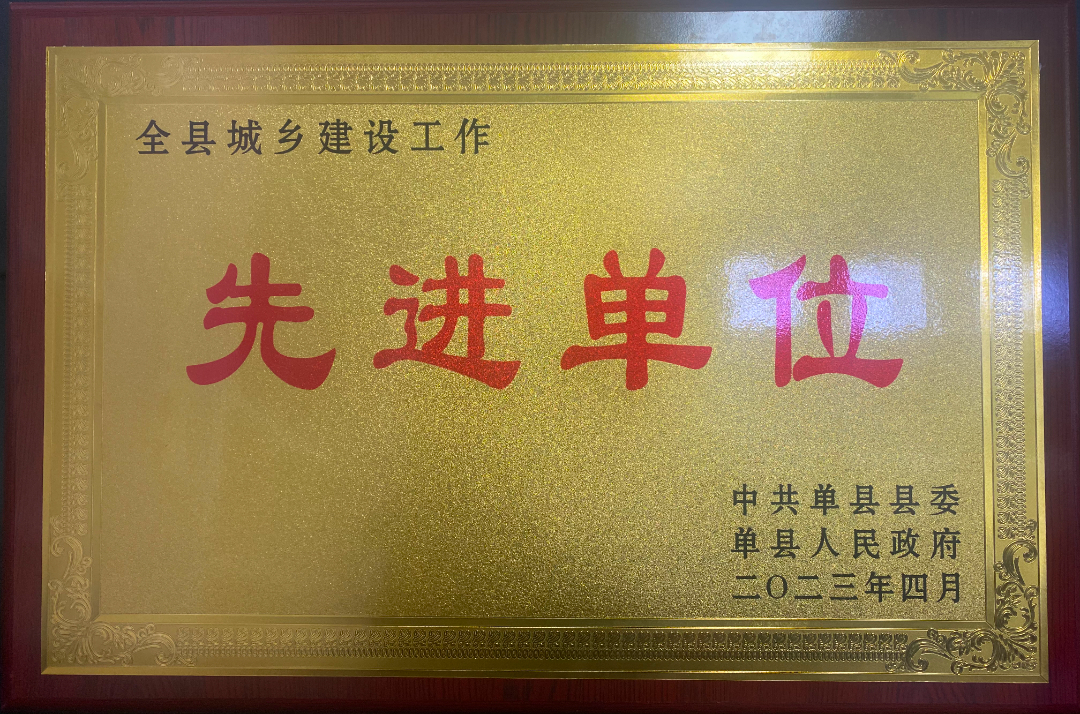 全县城乡建设工作
先进单位
中共单县县委
单县人民政府
二〇二三年四月